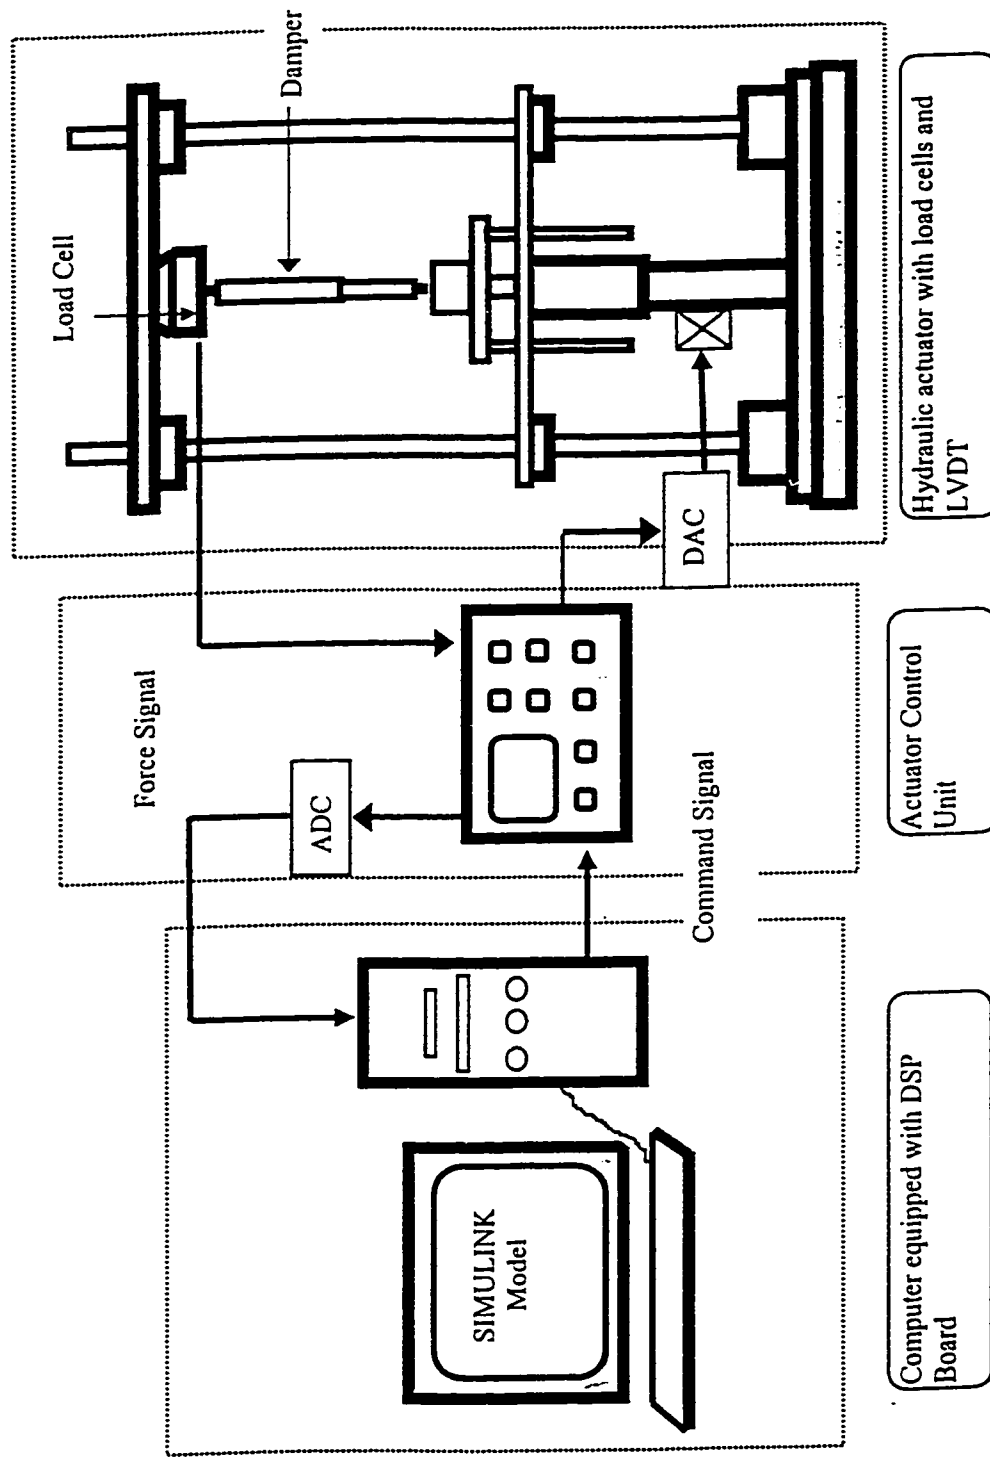 Load Cell
Damper
Force Signal
ADC
DAC
SIMULINK
Model
Command Signal
Computer equipped with DSP
Board
Actuator Control
Unit
Hydraulic actuator with load cells and
LVDT